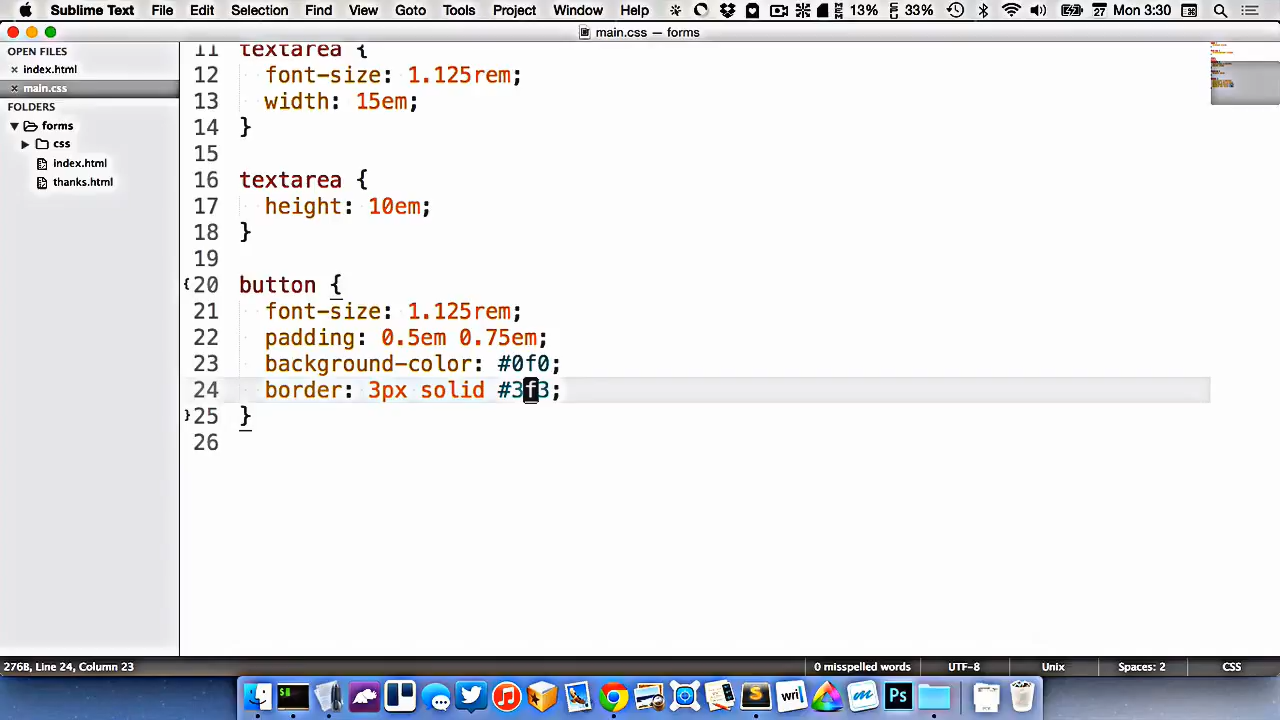 Sublime Text File Edit Selection Find View Goto Tools Project Window Help 13% 33% 27 Mon 3:30
main.css — forms
OPEN FILES
index.html
main.css
FOLDERS
forms
css
index.html
thanks.html
11 textarea {
12 font-size: 1.125rem;
13 width: 15em;
14 }
15
16 textarea {
17 height: 10em;
18 }
19
20 button {
21 font-size: 1.125rem;
22 padding: 0.5em 0.75em;
23 background-color: #0f0;
24 border: 3px solid #3f3;
25 }
26
276B, Line 24, Column 23 0 misspelled words UTF-8 Unix Spaces: 2 CSS
wri Ps